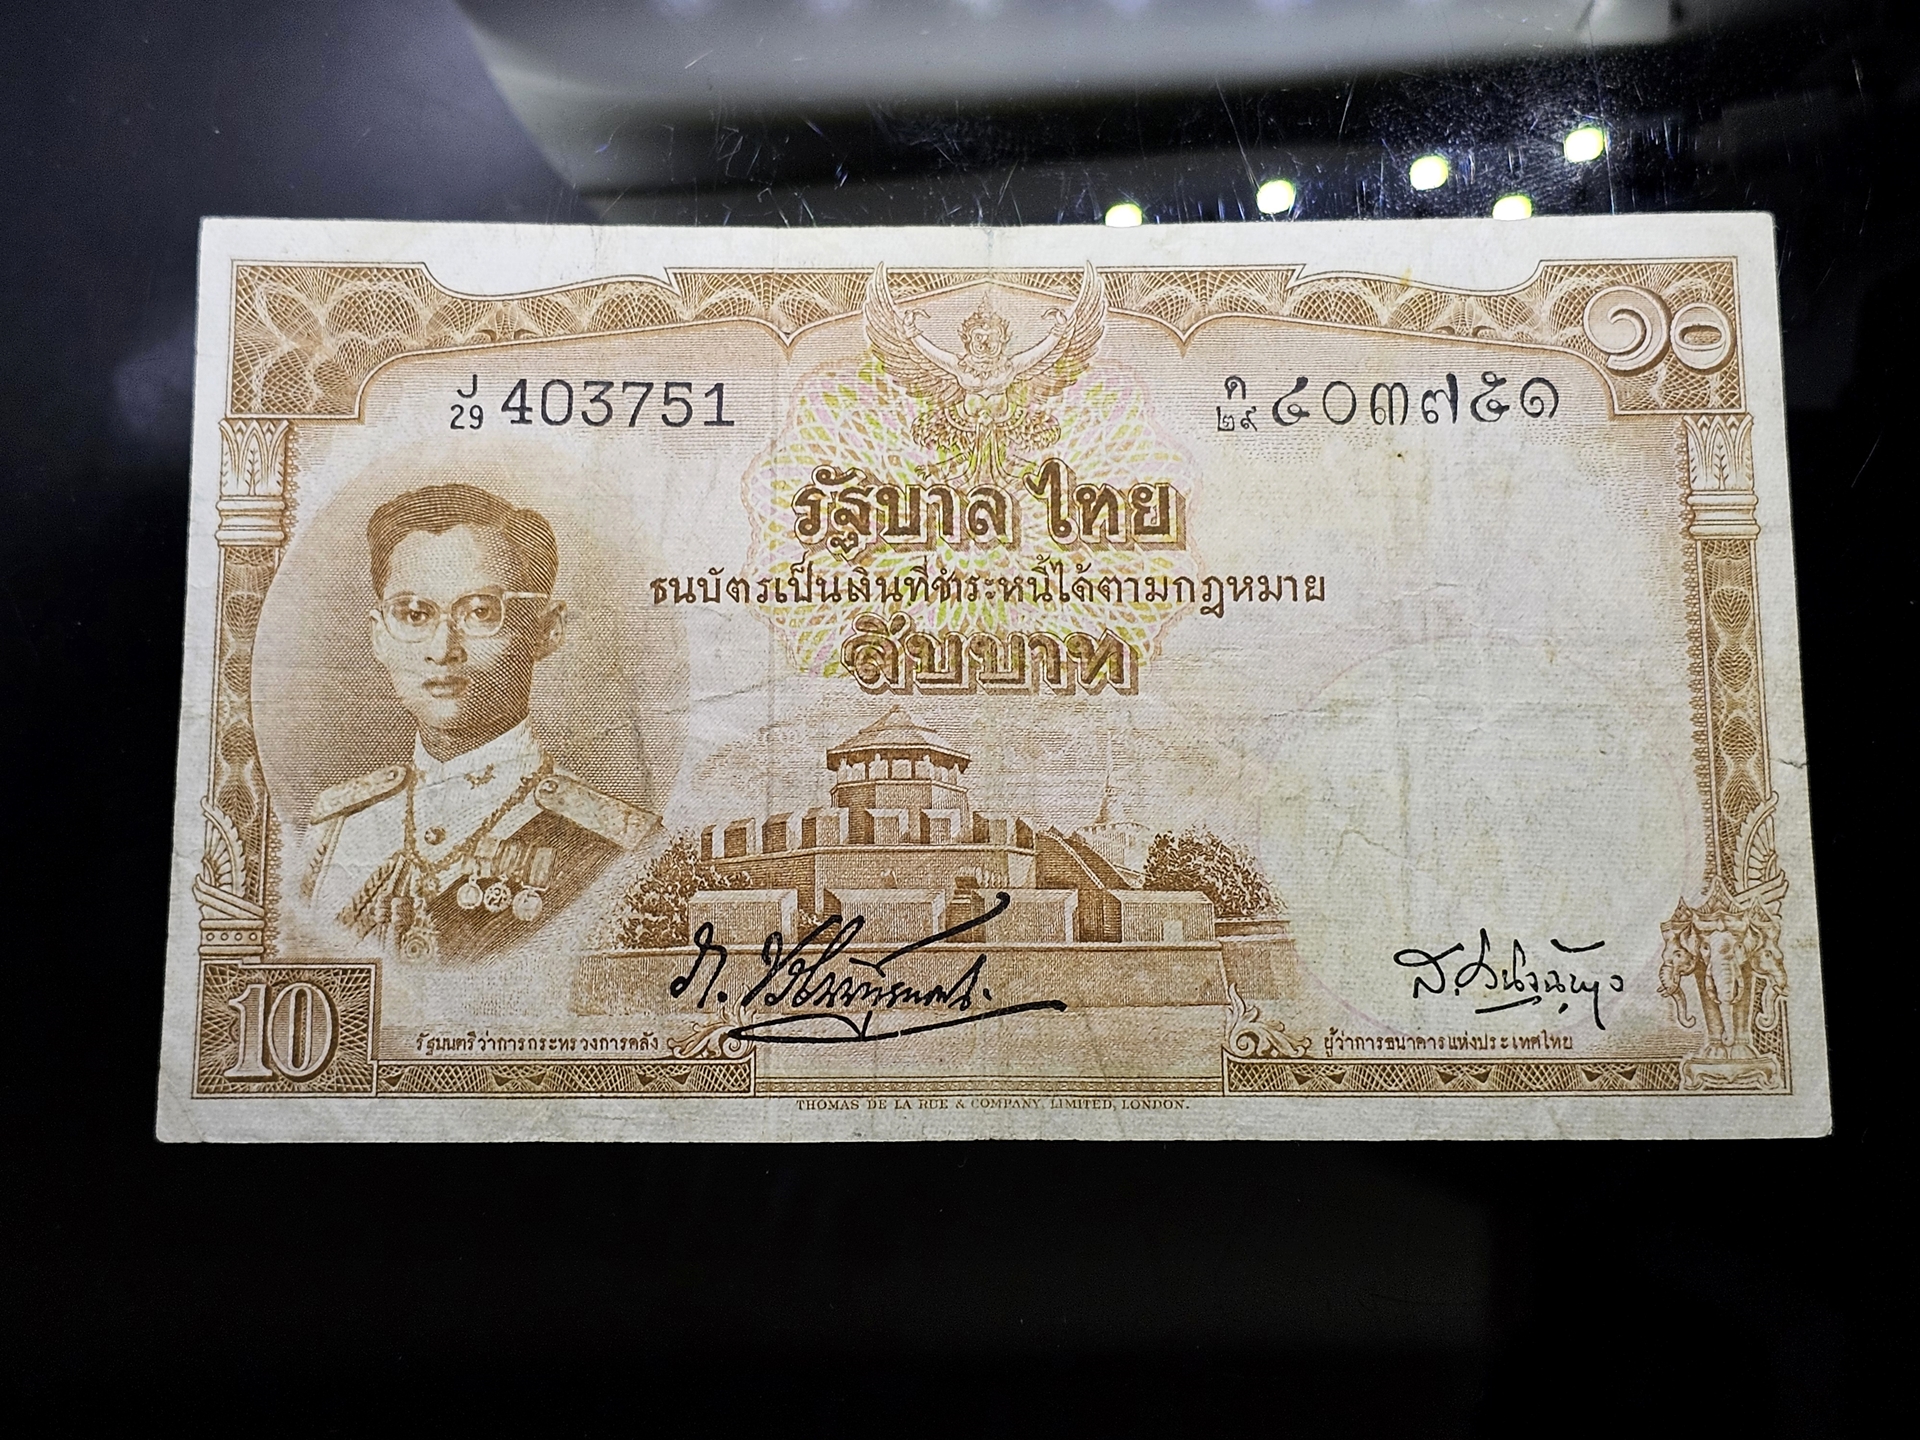 ๑๐
J/29 403751
ด/๒๙ ๔๐๓๗๕๑
รัฐบาลไทย
ธนบัตรเป็นเงินที่ชำระหนี้ได้ตามกฎหมาย
สิบบาท
10
รัฐมนตรีว่าการกระทรวงการคลัง
ผู้ว่าการธนาคารแห่งประเทศไทย
THOMAS DE LA RUE & COMPANY, LIMITED, LONDON.